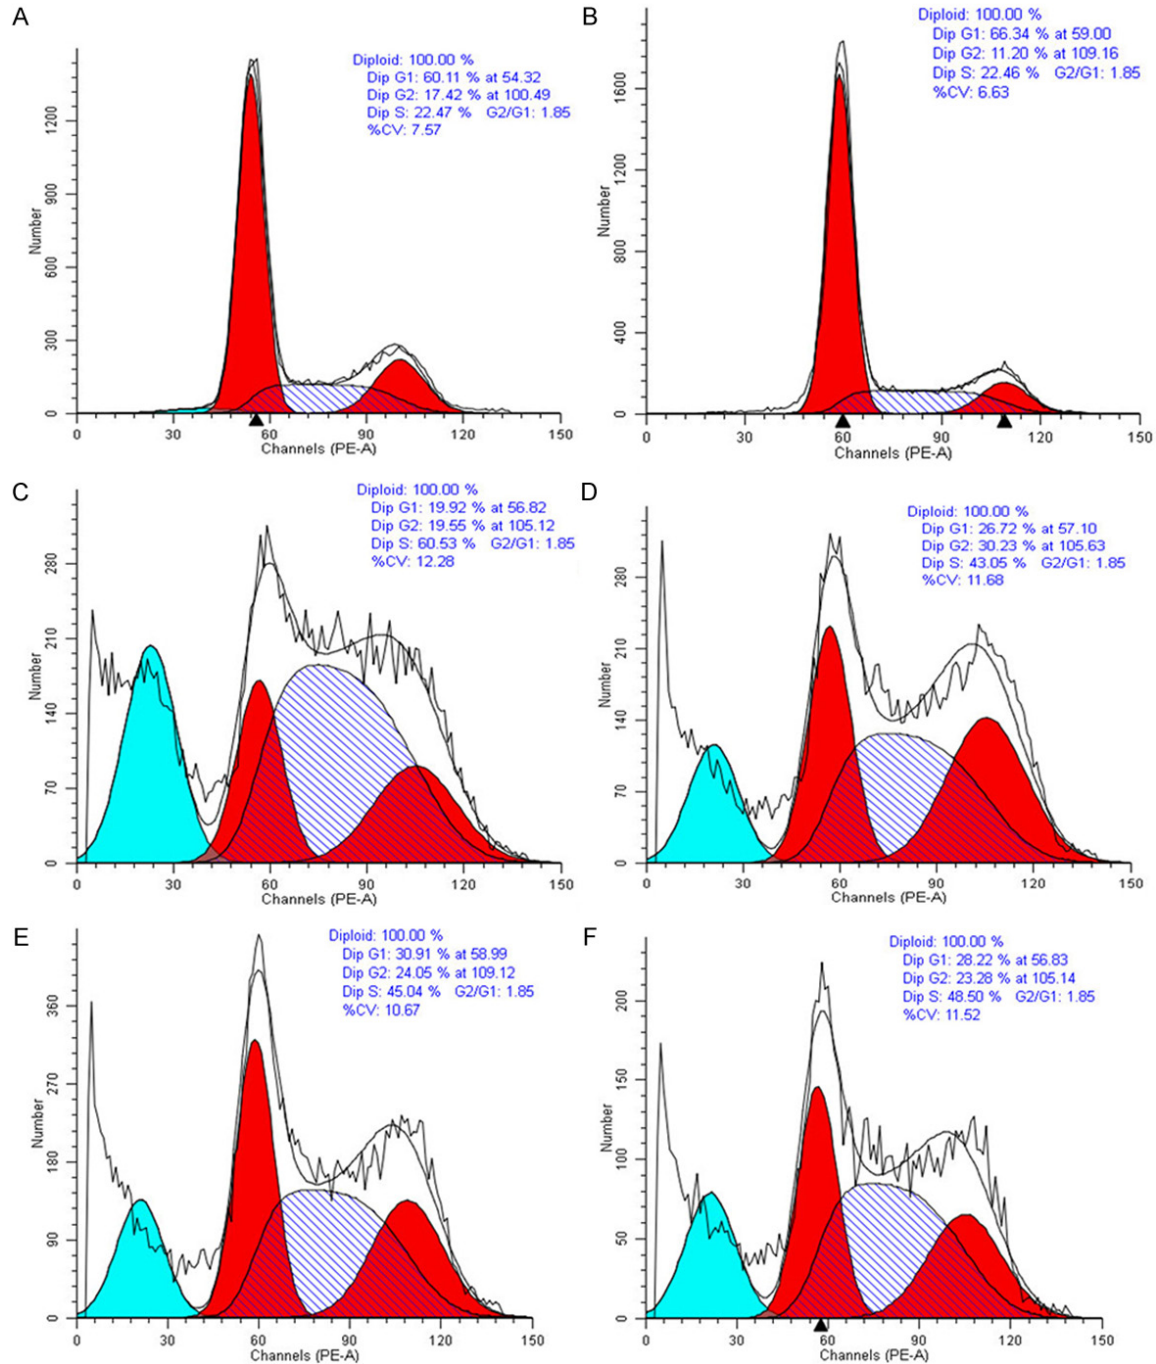 A
Diploid: 100.00 %
Dip G1: 60.11 % at 54.32
Dip G2: 17.42 % at 100.49
Dip S: 22.47 % G2/G1: 1.85
%CV: 7.57
Number
0 300 600 900 1200
0 30 60 90 120 150
Channels (PE-A)
B
Diploid: 100.00 %
Dip G1: 66.34 % at 59.00
Dip G2: 11.20 % at 109.16
Dip S: 22.46 % G2/G1: 1.85
%CV: 6.63
Number
0 400 800 1200 1600
0 30 60 90 120 150
Channels (PE-A)
C
Diploid: 100.00 %
Dip G1: 19.92 % at 56.82
Dip G2: 19.55 % at 105.12
Dip S: 60.53 % G2/G1: 1.85
%CV: 12.28
Number
0 70 140 210 280
0 30 60 90 120 150
Channels (PE-A)
D
Diploid: 100.00 %
Dip G1: 26.72 % at 57.10
Dip G2: 30.23 % at 105.63
Dip S: 43.05 % G2/G1: 1.85
%CV: 11.68
Number
0 70 140 210 280
0 30 60 90 120 150
Channels (PE-A)
E
Diploid: 100.00 %
Dip G1: 30.91 % at 58.99
Dip G2: 24.05 % at 109.12
Dip S: 45.04 % G2/G1: 1.85
%CV: 10.67
Number
0 90 180 270 360
0 30 60 90 120 150
Channels (PE-A)
F
Diploid: 100.00 %
Dip G1: 28.22 % at 56.83
Dip G2: 23.28 % at 105.14
Dip S: 48.50 % G2/G1: 1.85
%CV: 11.52
Number
0 50 100 150 200
0 30 60 90 120 150
Channels (PE-A)